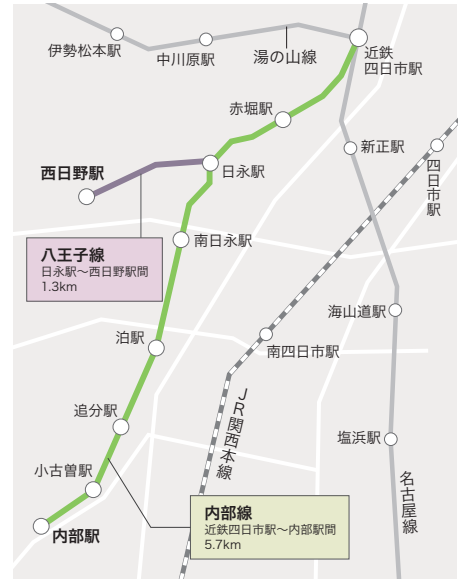 伊勢松本駅
中川原駅
湯の山線
近鉄
四日市駅
赤堀駅
新正駅
四日市駅
西日野駅
日永駅
八王子線
日永駅〜西日野駅間
1.3km
南日永駅
海山道駅
泊駅
南四日市駅
追分駅
JR関西本線
塩浜駅
小古曽駅
名古屋線
内部線
近鉄四日市駅〜内部駅間
5.7km
内部駅